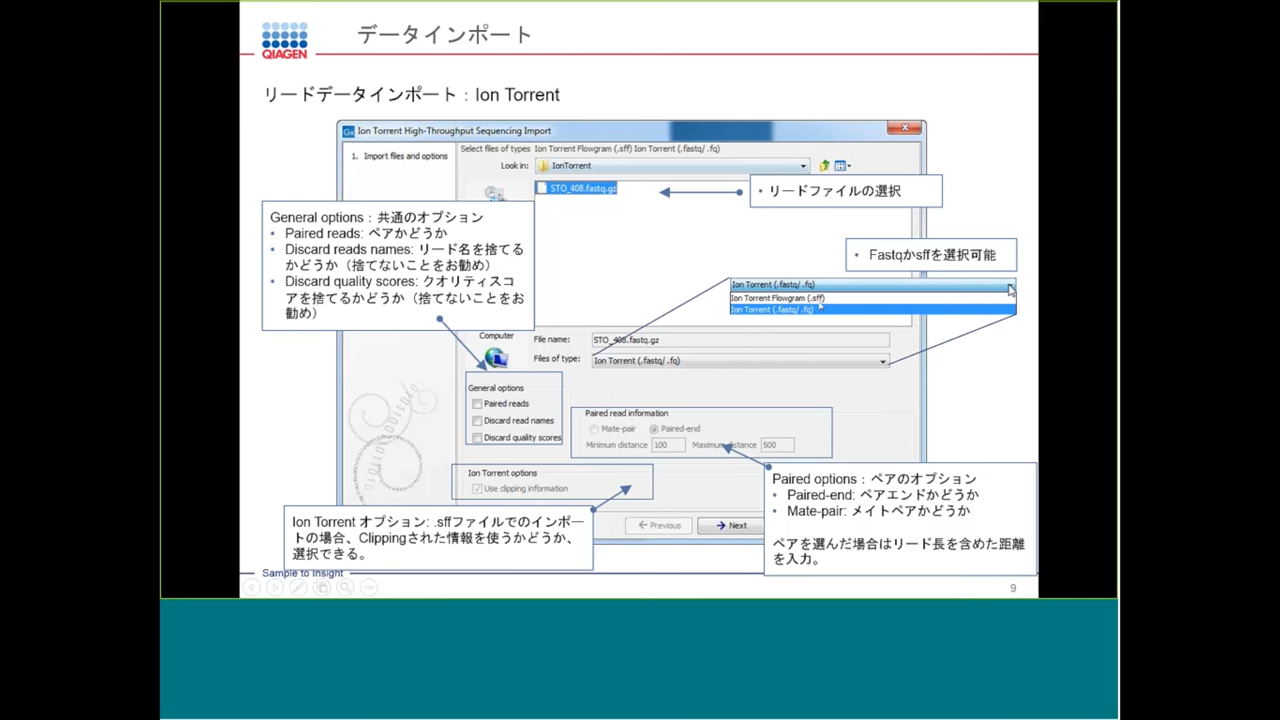 QIAGEN
データインポート
リードデータインポート：Ion Torrent
Ion Torrent High-Throughput Sequencing Import
1. Import files and options
Select files of types Ion Torrent Flowgram (.sff) Ion Torrent (.fastq/ .fq)
Look in: IonTorrent
STO_408.fastq.gz
• リードファイルの選択
General options：共通のオプション
• Paired reads: ペアかどうか
• Discard reads names: リード名を捨てる
かどうか（捨てないことをお勧め）
• Discard quality scores: クオリティスコ
アを捨てるかどうか（捨てないことをお
勧め）
• Fastqかsffを選択可能
Ion Torrent (.fastq/ .fq)
Ion Torrent Flowgram (.sff)
Ion Torrent (.fastq/ .fq)
Computer
File name: STO_408.fastq.gz
Files of type: Ion Torrent (.fastq/ .fq)
General options
Paired reads
Discard read names
Discard quality scores
Paired read information
Mate-pair Paired-end
Minimum distance 100 Maximum distance 500
Ion Torrent options
Use clipping information
Previous Next
Ion Torrent オプション: .sffファイルでのインポー
トの場合、Clippingされた情報を使うかどうか、
選択できる。
Paired options：ペアのオプション
• Paired-end: ペアエンドかどうか
• Mate-pair: メイトペアかどうか
ペアを選んだ場合はリード長を含めた距離
を入力。
Sample to Insight
9